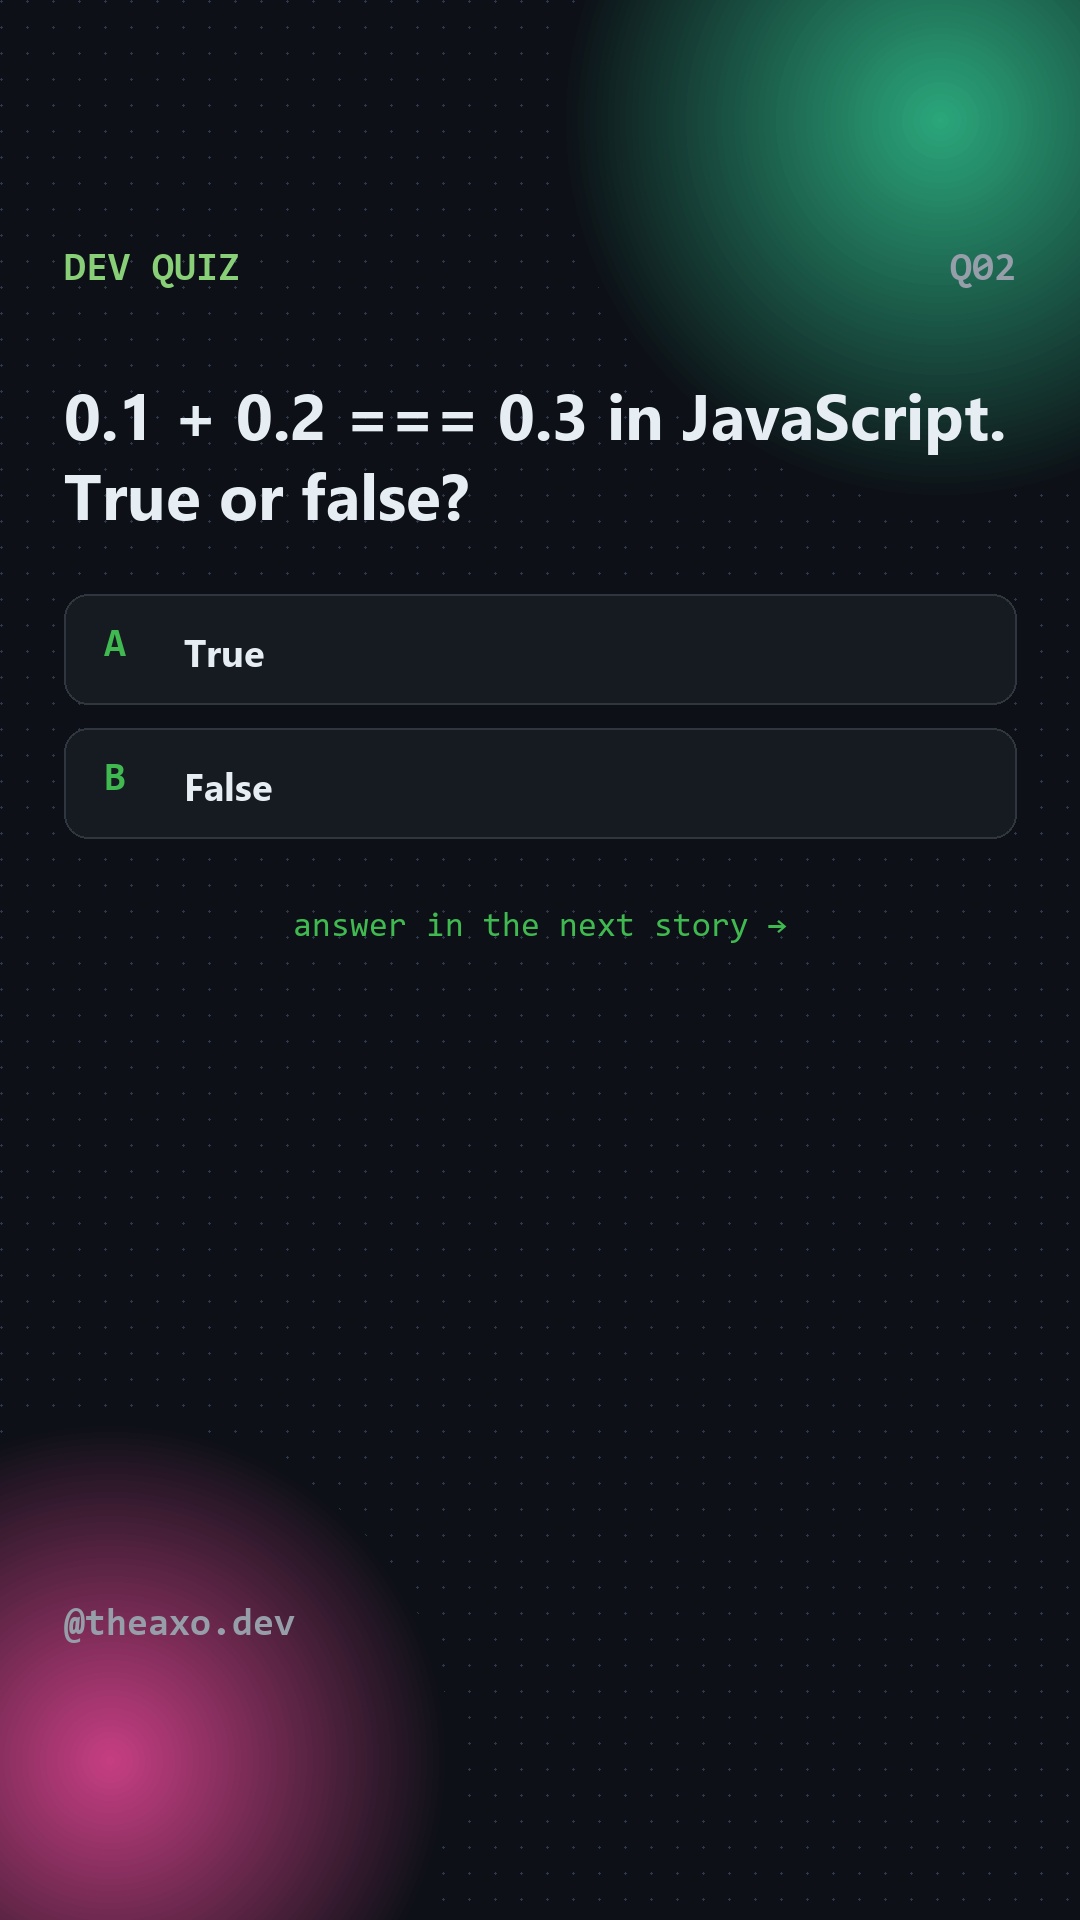 DEV QUIZ
Q02
0.1 + 0.2 === 0.3 in JavaScript.
True or false?
A True
B False
answer in the next story →
@theaxo.dev